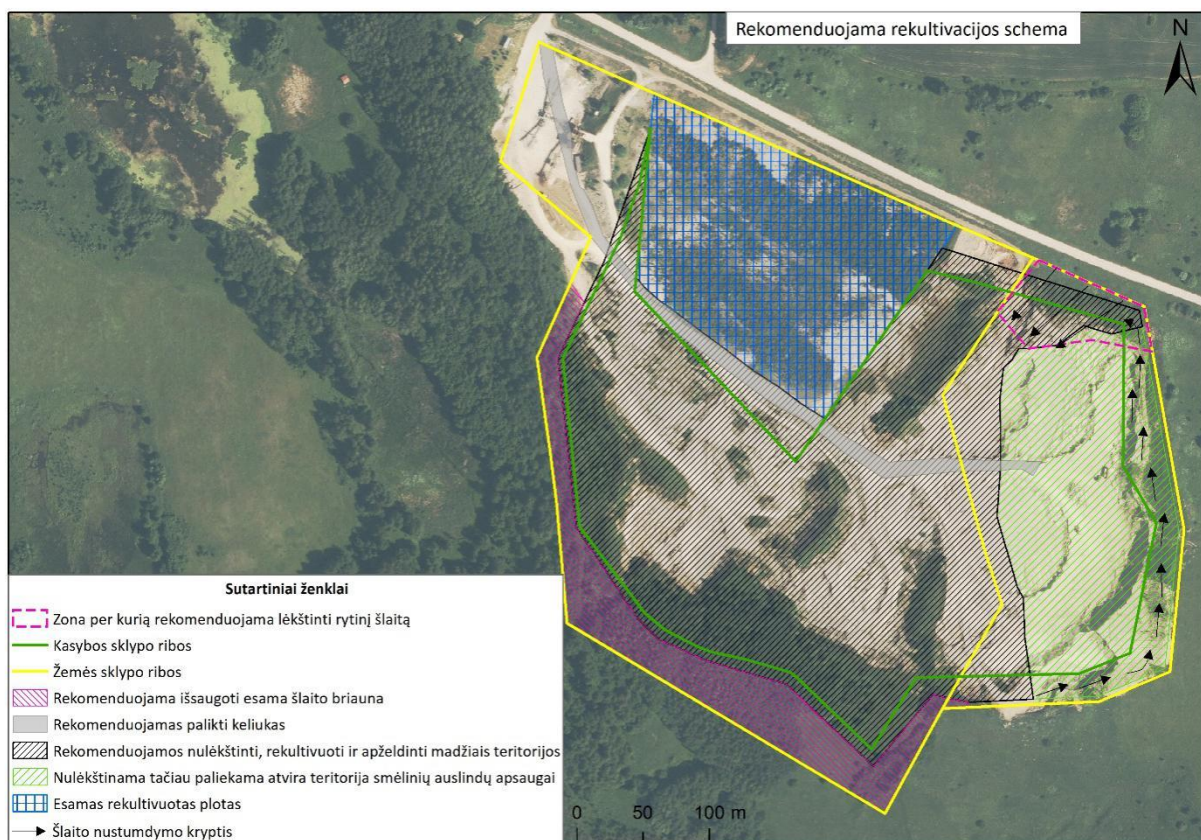 Rekomenduojama rekultivacijos schema
N
Sutartiniai ženklai
Zona per kurią rekomenduojama lėkštinti rytinį šlaitą
Kasybos sklypo ribos
Žemės sklypo ribos
Rekomenduojama išsaugoti esama šlaito briauna
Rekomenduojamas palikti keliukas
Rekomenduojamos nulėkštinti, rekultivuoti ir apželdinti madžiais teritorijos
Nulėkštinama tačiau paliekama atvira teritorija smėlinių auslindų apsaugai
Esamas rekultivuotas plotas
Šlaito nustumdymo kryptis
0 50 100 m